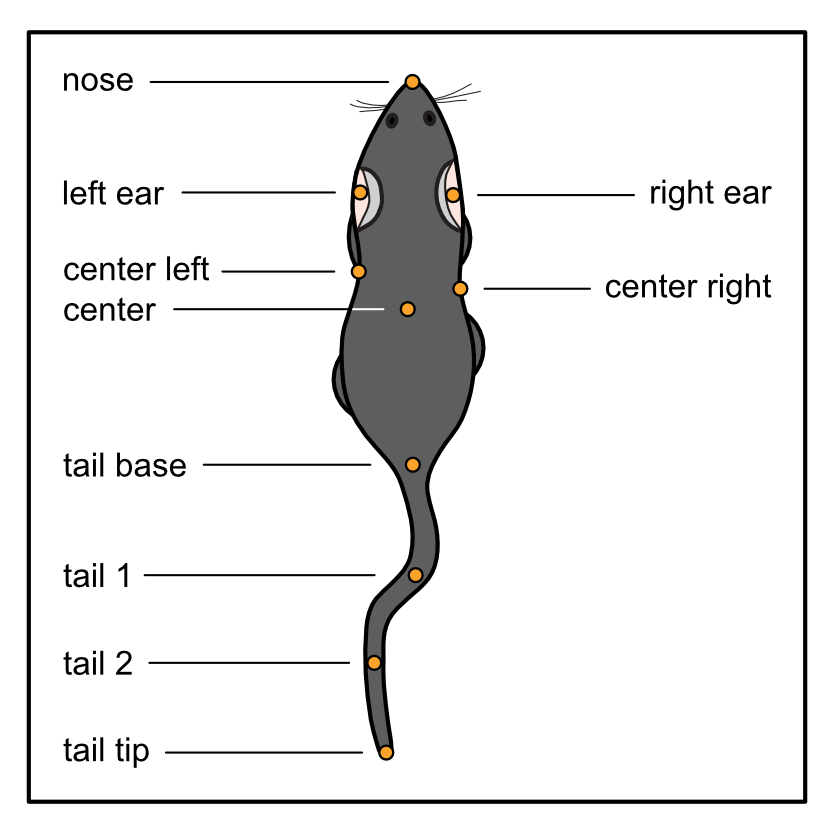 nose
left ear
right ear
center left
center right
center
tail base
tail 1
tail 2
tail tip